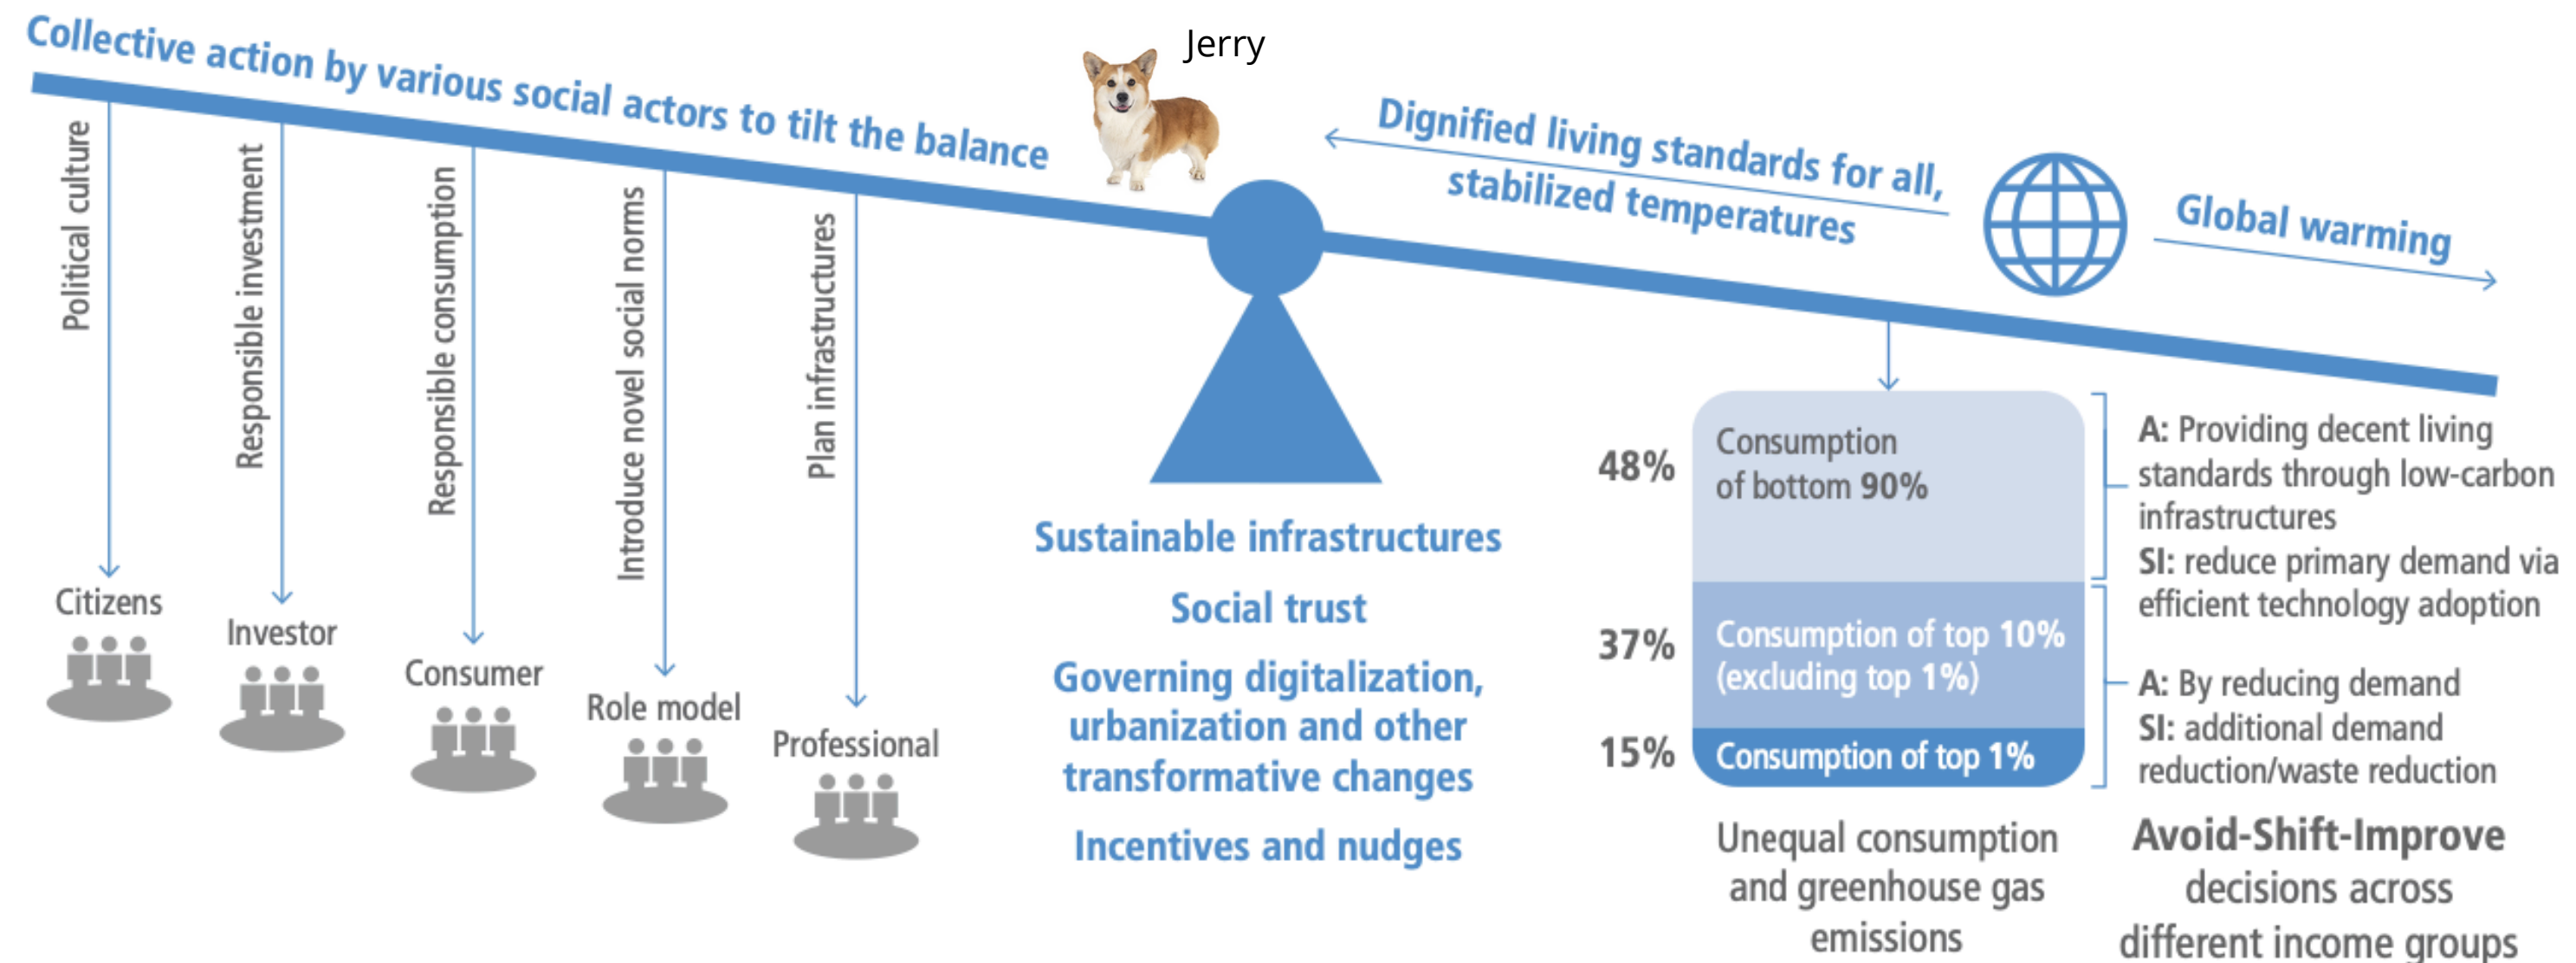 Collective action by various social actors to tilt the balance
Jerry
Dignified living standards for all,
stabilized temperatures
Global warming
Political culture
Responsible investment
Responsible consumption
Introduce novel social norms
Plan infrastructures
Citizens
Investor
Consumer
Role model
Professional
Sustainable infrastructures
Social trust
Governing digitalization,
urbanization and other
transformative changes
Incentives and nudges
48%
Consumption
of bottom 90%
37%
Consumption of top 10%
(excluding top 1%)
15%
Consumption of top 1%
Unequal consumption
and greenhouse gas
emissions
A: Providing decent living
standards through low-carbon
infrastructures
SI: reduce primary demand via
efficient technology adoption
A: By reducing demand
SI: additional demand
reduction/waste reduction
Avoid-Shift-Improve
decisions across
different income groups